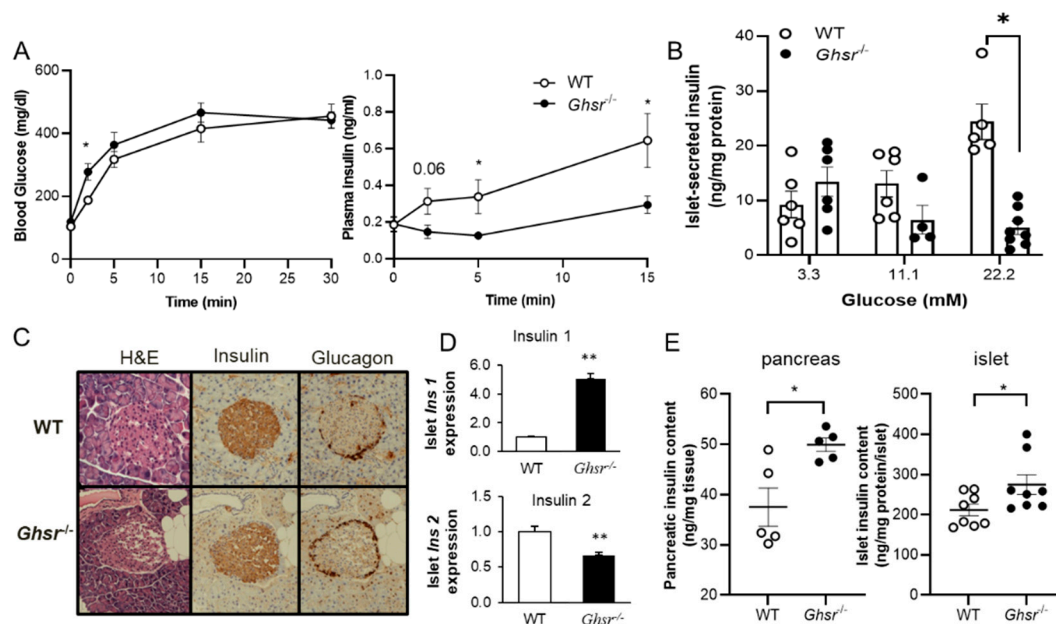 A
Blood Glucose (mg/dl)
600
400
200
0
*
0 5 10 15 20 25 30
Time (min)
Plasma insulin (ng/ml)
1.0
0.8
0.6
0.4
0.2
0.0
WT
Ghsr-/-
0.06
*
*
0 5 10 15
Time (min)
B
Islet-secreted insulin
(ng/mg protein)
40
30
20
10
0
WT
Ghsr-/-
*
3.3 11.1 22.2
Glucose (mM)
C
H&E Insulin Glucagon
WT
Ghsr-/-
D
Insulin 1
Islet Ins 1
expression
6.0
4.0
2.0
0.0
**
WT Ghsr-/-
Insulin 2
Islet Ins 2
expression
1.5
1.0
0.5
0.0
**
WT Ghsr-/-
E
pancreas
Pancreatic insulin content
(ng/mg tissue)
60
50
40
30
20
*
WT Ghsr-/-
islet
Islet insulin content
(ng/mg protein/islet)
500
400
300
200
100
0
*
WT Ghsr-/-